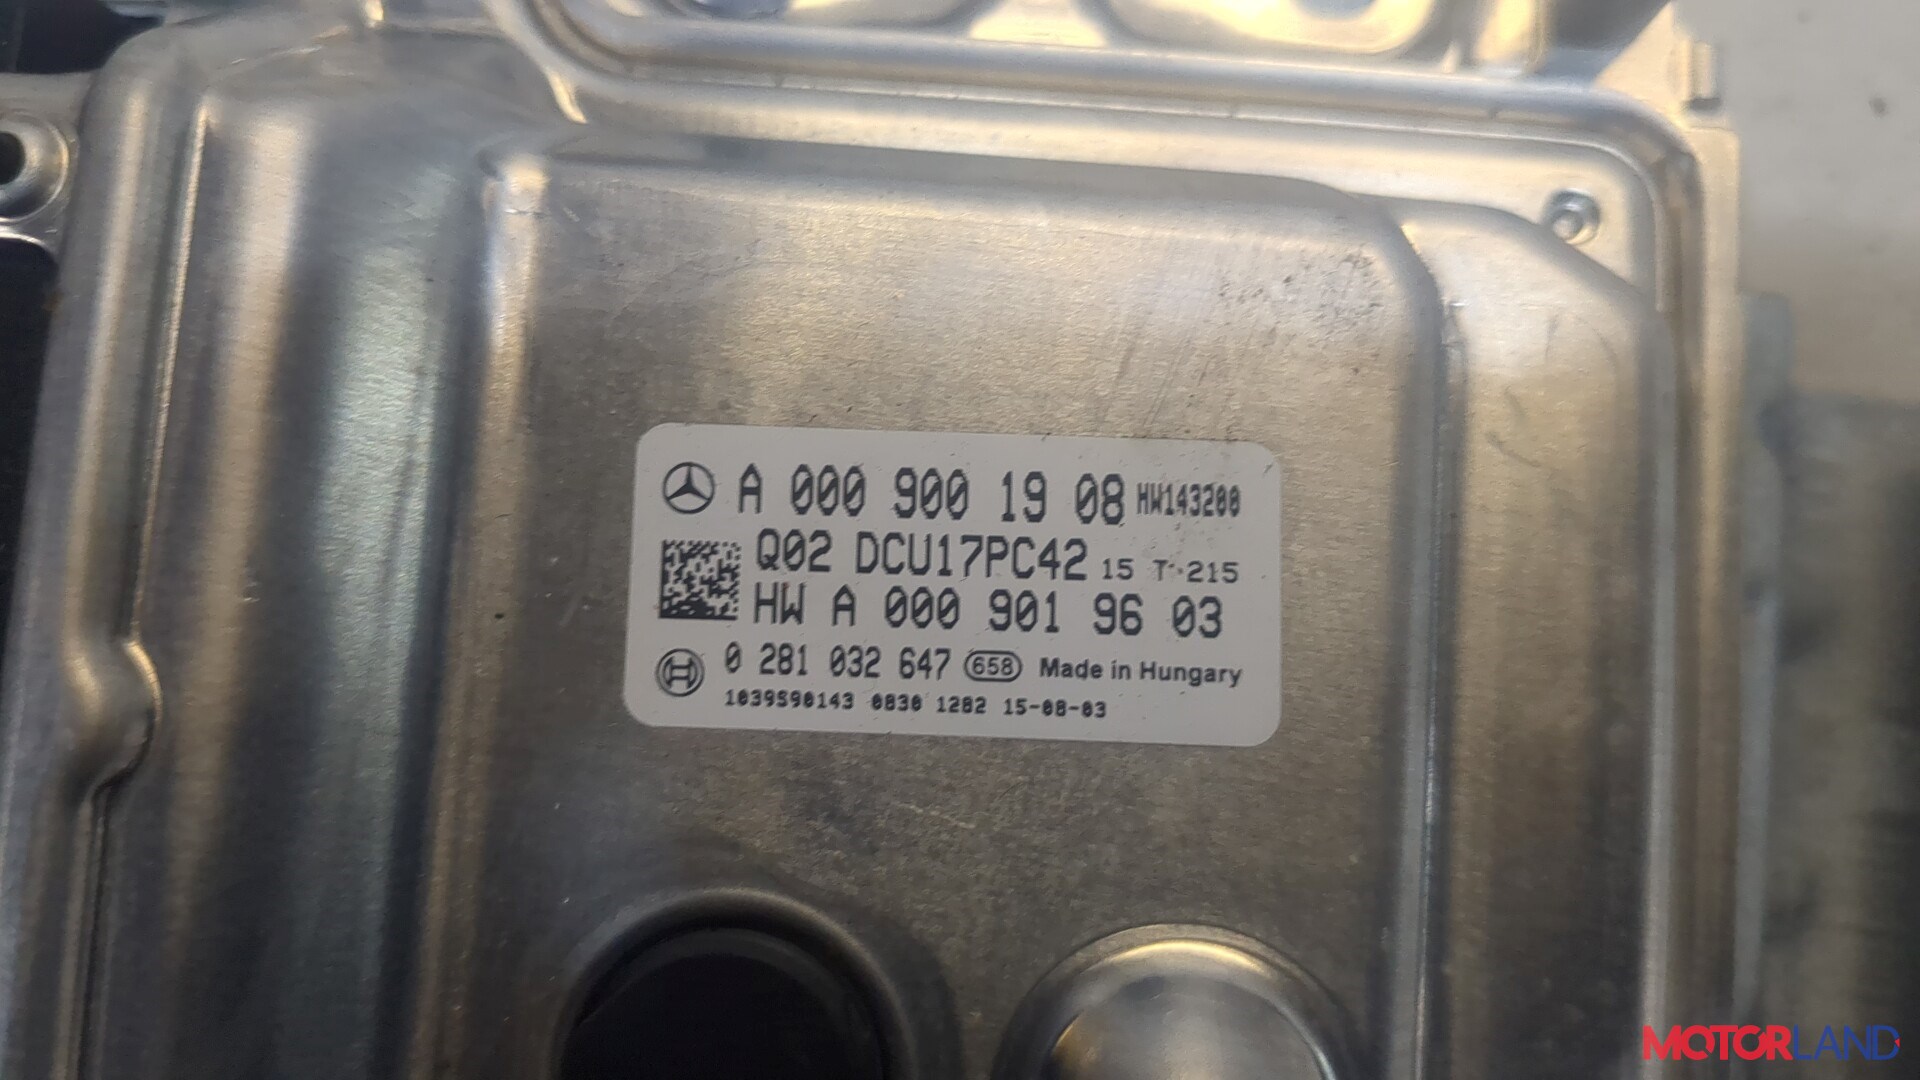 A 000 900 19 08 HW143200
Q02 DCU17PC42 15 T 215
HW A 000 901 96 03
0 281 032 647 658 Made in Hungary
1039S90143 0830 1282 15-08-03
MOTORLAND